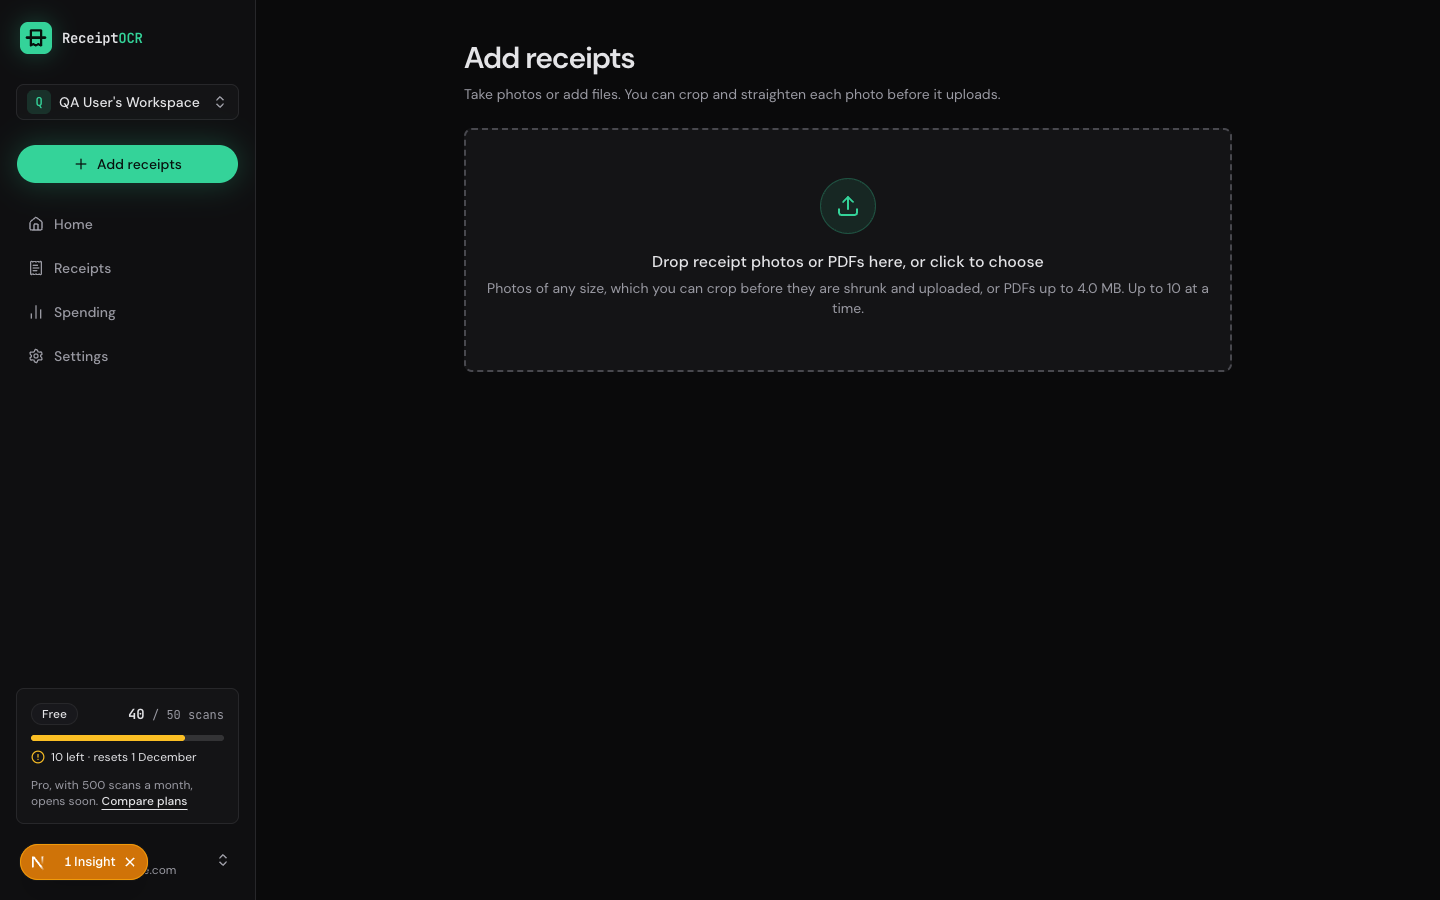 ReceiptOCR
Q QA User's Workspace
+ Add receipts
Home
Receipts
Spending
Settings
Free 40 / 50 scans
10 left · resets 1 December
Pro, with 500 scans a month,
opens soon. Compare plans
N 1 Insight
.com
Add receipts
Take photos or add files. You can crop and straighten each photo before it uploads.
Drop receipt photos or PDFs here, or click to choose
Photos of any size, which you can crop before they are shrunk and uploaded, or PDFs up to 4.0 MB. Up to 10 at a
time.